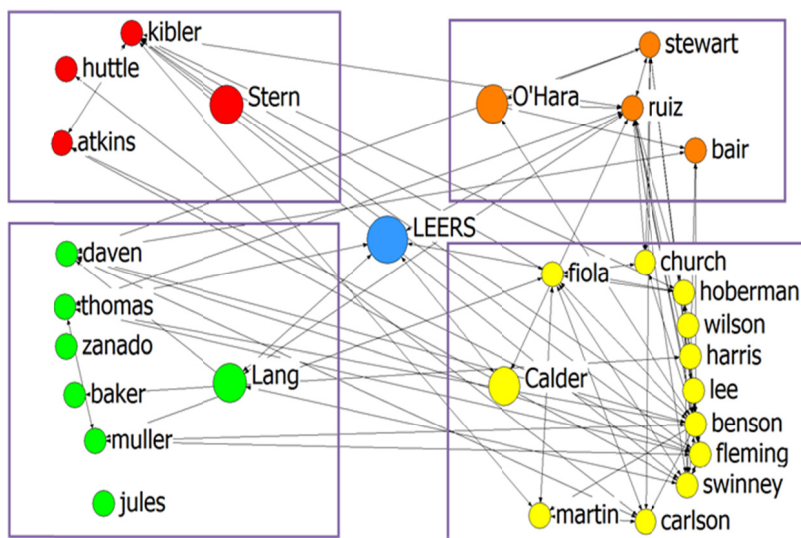 kibler
huttle
Stern
atkins
stewart
O'Hara
ruiz
bair
LEERS
daven
thomas
zanado
baker
Lang
muller
jules
church
fiola
hoberman
wilson
harris
Calder
lee
benson
fleming
swinney
martin
carlson